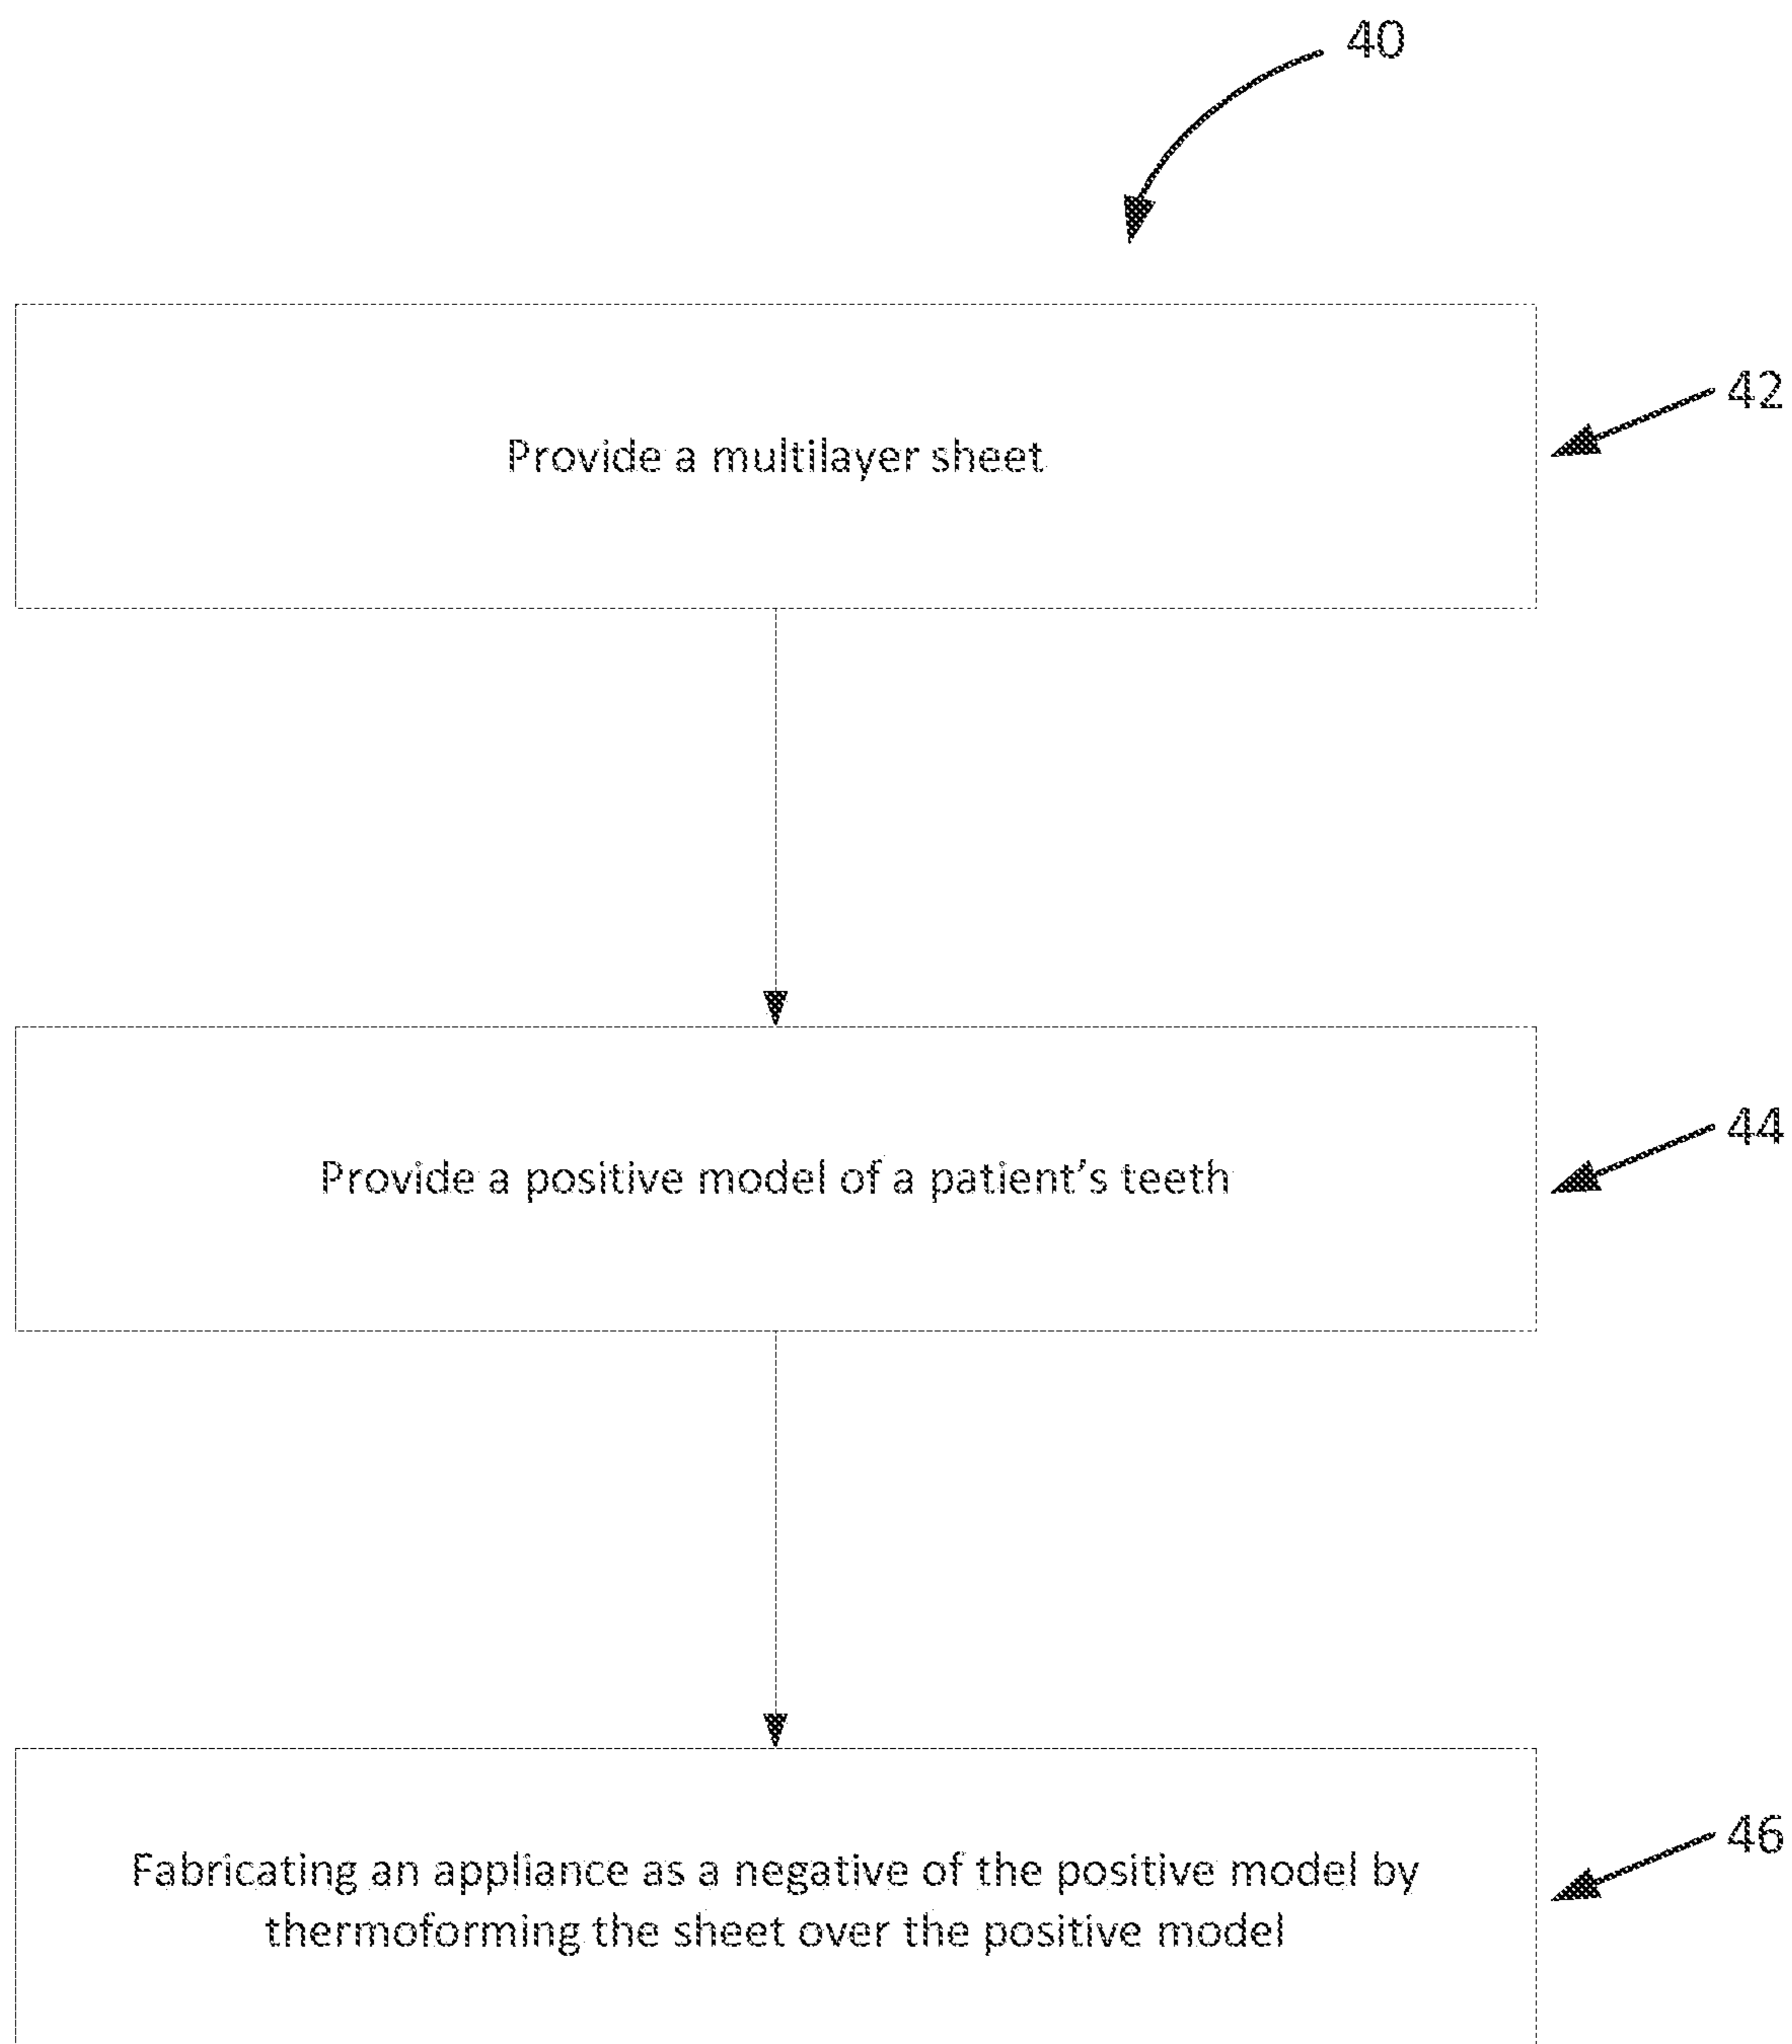 40
Provide a multilayer sheet
42
Provide a positive model of a patient's teeth
44
Fabricating an appliance as a negative of the positive model by
thermoforming the sheet over the positive model
46